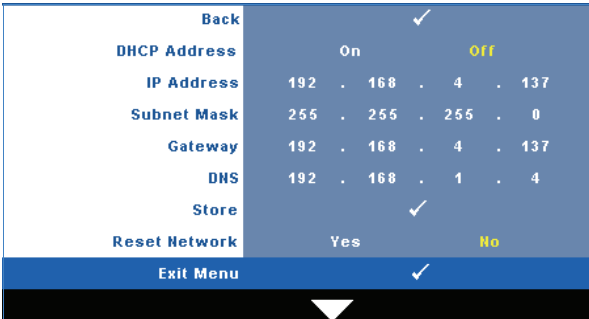 Back ✓
DHCP Address On Off
IP Address 192 . 168 . 4 . 137
Subnet Mask 255 . 255 . 255 . 0
Gateway 192 . 168 . 4 . 137
DNS 192 . 168 . 1 . 4
Store ✓
Reset Network Yes No
Exit Menu ✓